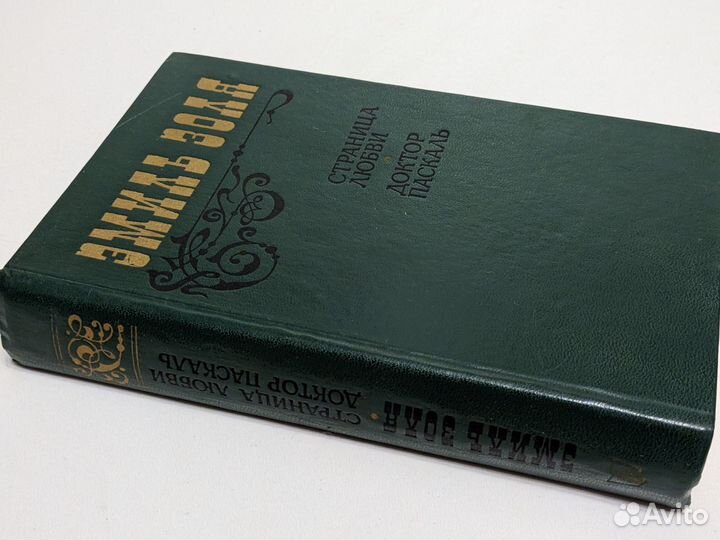 ЭМИЛЬ ЗОЛЯ
СТРАНИЦА
ЛЮБВИ
ДОКТОР
ПАСКАЛЬ
СТРАНИЦА ЛЮБВИ
ДОКТОР ПАСКАЛЬ
ЭМИЛЬ ЗОЛЯ
Avito